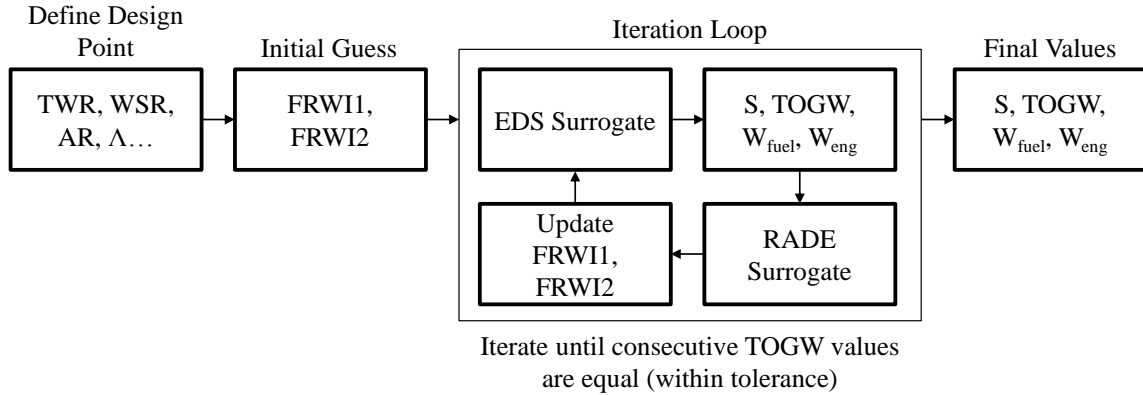 Define Design
Point
TWR, WSR,
AR, Λ…
Initial Guess
FRWI1,
FRWI2
Iteration Loop
EDS Surrogate
S, TOGW,
W_fuel, W_eng
Update
FRWI1,
FRWI2
RADE
Surrogate
Iterate until consecutive TOGW values
are equal (within tolerance)
Final Values
S, TOGW,
W_fuel, W_eng